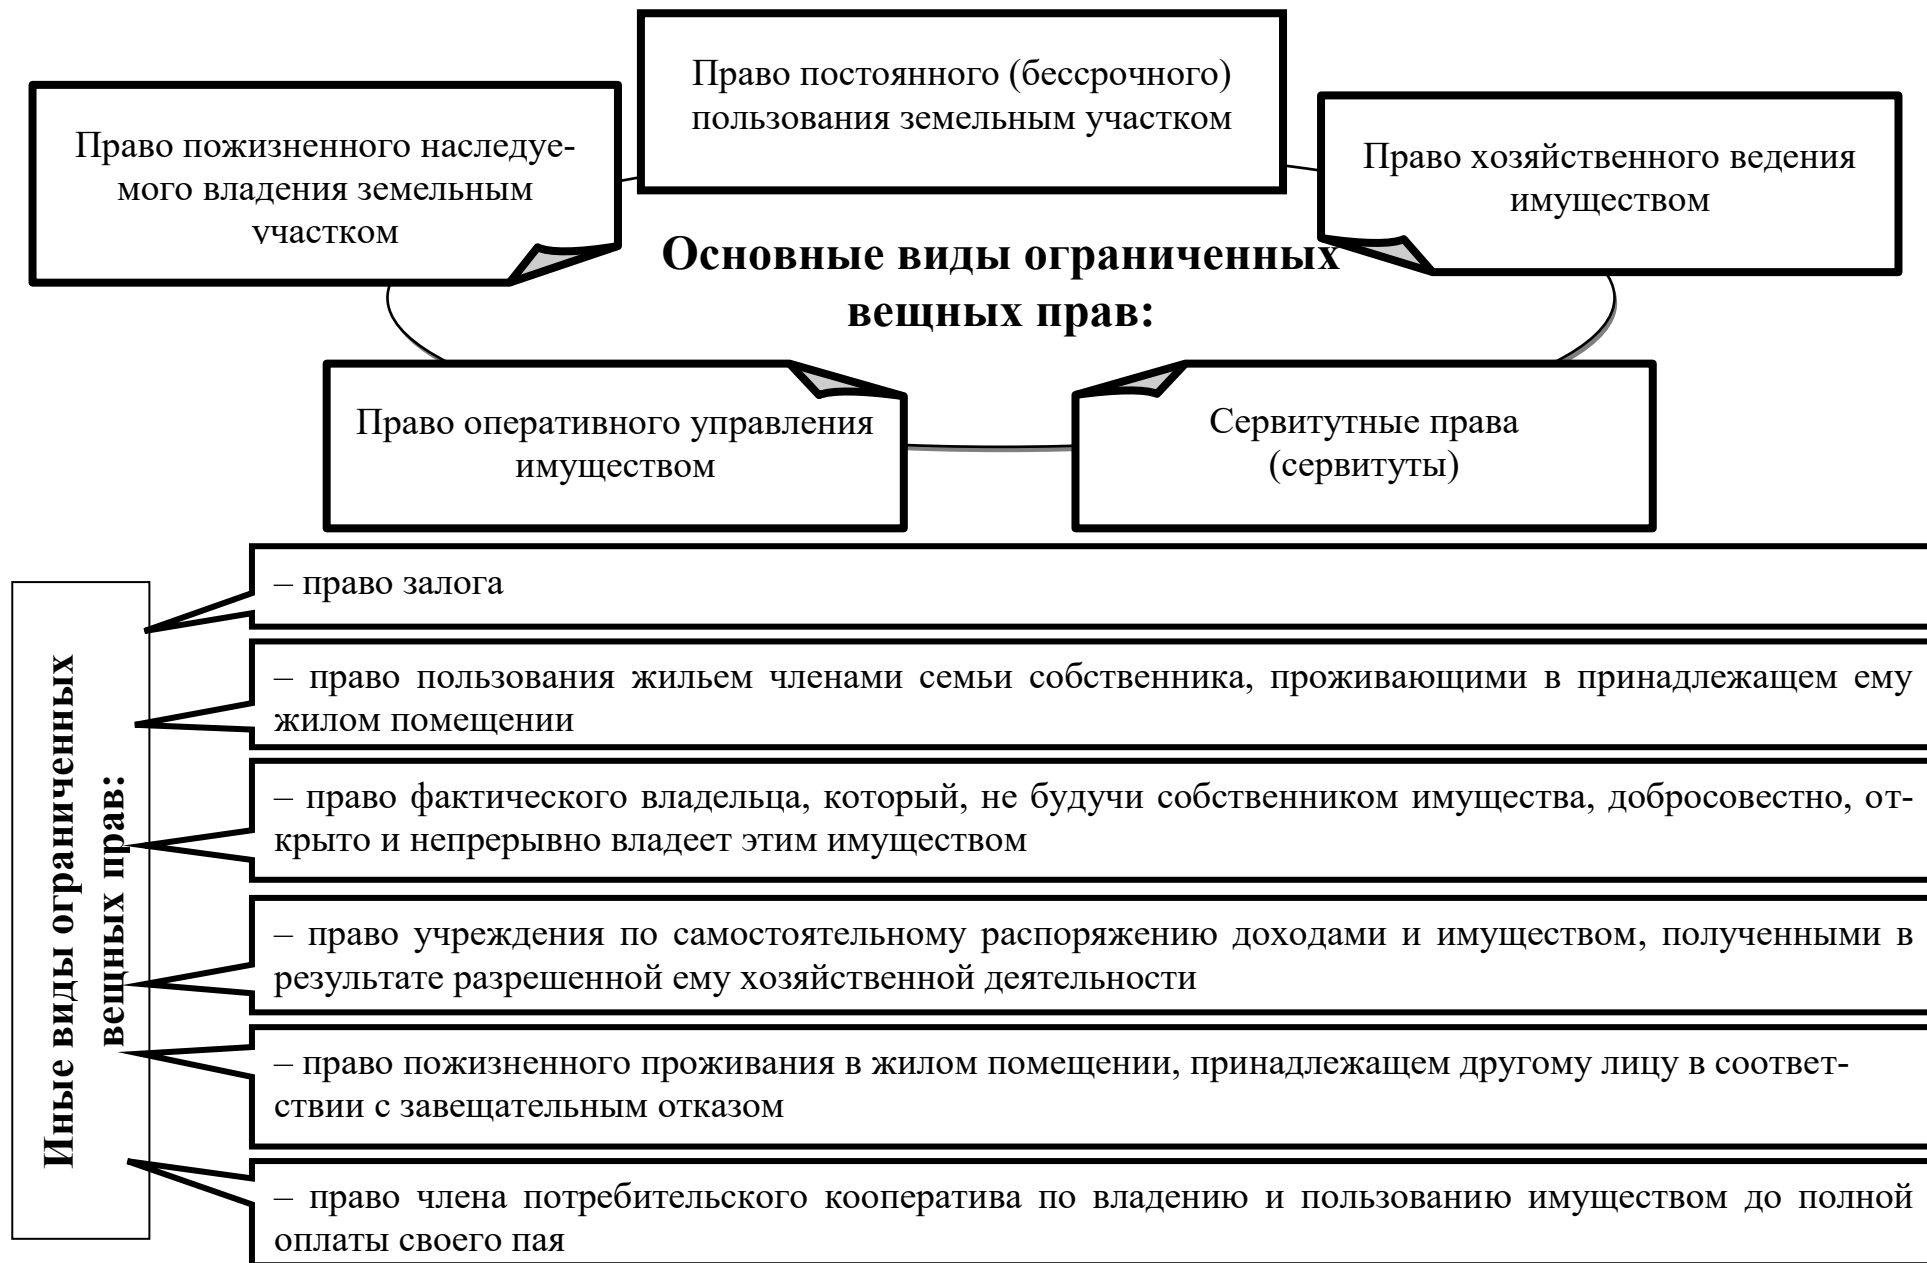 Право постоянного (бессрочного)
пользования земельным участком
Право пожизненного наследуе-
мого владения земельным
участком
Право хозяйственного ведения
имуществом
Основные виды ограниченных
вещных прав:
Право оперативного управления
имуществом
Сервитутные права
(сервитуты)
Иные виды ограниченных
вещных прав:
– право залога
– право пользования жильем членами семьи собственника, проживающими в принадлежащем ему
жилом помещении
– право фактического владельца, который, не будучи собственником имущества, добросовестно, от-
крыто и непрерывно владеет этим имуществом
– право учреждения по самостоятельному распоряжению доходами и имуществом, полученными в
результате разрешенной ему хозяйственной деятельности
– право пожизненного проживания в жилом помещении, принадлежащем другому лицу в соответ-
ствии с завещательным отказом
– право члена потребительского кооператива по владению и пользованию имуществом до полной
оплаты своего пая